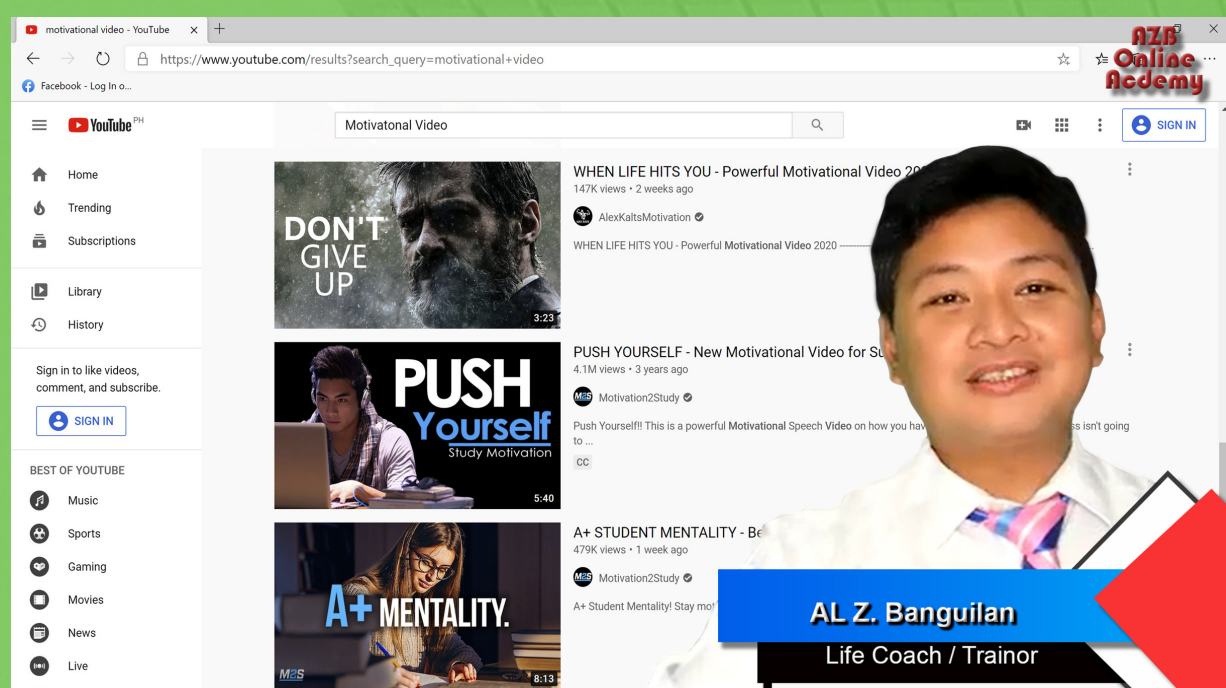 motivational video - YouTube
AZB
Online
Acdemy
https://www.youtube.com/results?search_query=motivational+video
Facebook - Log In o...
YouTube PH
Motivatonal Video
SIGN IN
Home
Trending
Subscriptions
Library
History
Sign in to like videos,
comment, and subscribe.
SIGN IN
BEST OF YOUTUBE
Music
Sports
Gaming
Movies
News
Live
DON'T
GIVE
UP
3:23
WHEN LIFE HITS YOU - Powerful Motivational Video
147K views • 2 weeks ago
AlexKaltsMotivation
WHEN LIFE HITS YOU - Powerful Motivational Video 2020
PUSH
Yourself
Study Motivation
5:40
PUSH YOURSELF - New Motivational Video for
4.1M views • 3 years ago
M2S Motivation2Study
Push Yourself!! This is a powerful Motivational Speech Video on how you isn't going
to ...
CC
A+ MENTALITY.
M2S
8:13
A+ STUDENT MENTALITY -
479K views • 1 week ago
M2S Motivation2Study
A+ Student Mentality! Stay
AL Z. Banguilan
Life Coach / Trainor